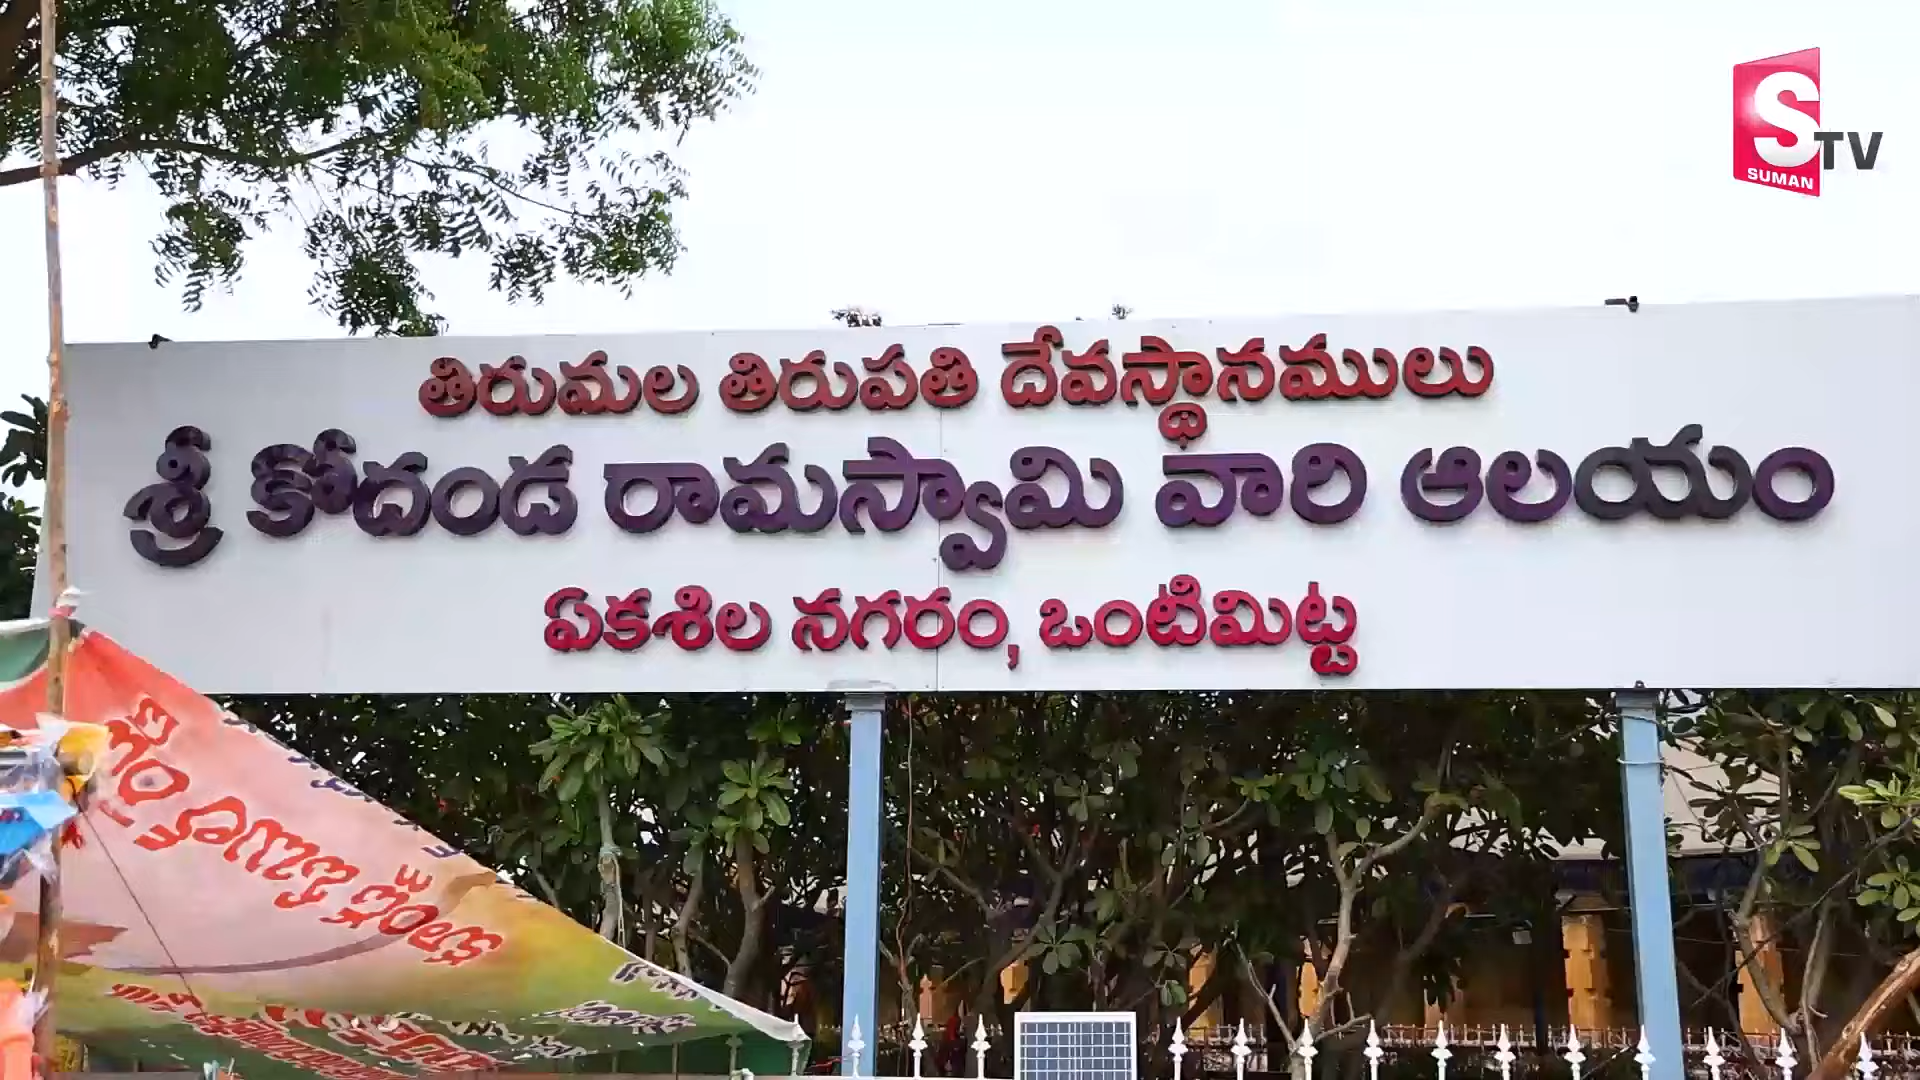 S TV
SUMAN
తిరుమల తిరుపతి దేవస్థానములు
శ్రీ కోదండ రామస్వామి వారి ఆలయం
ఏకశిల నగరం, ఒంటిమిట్ట